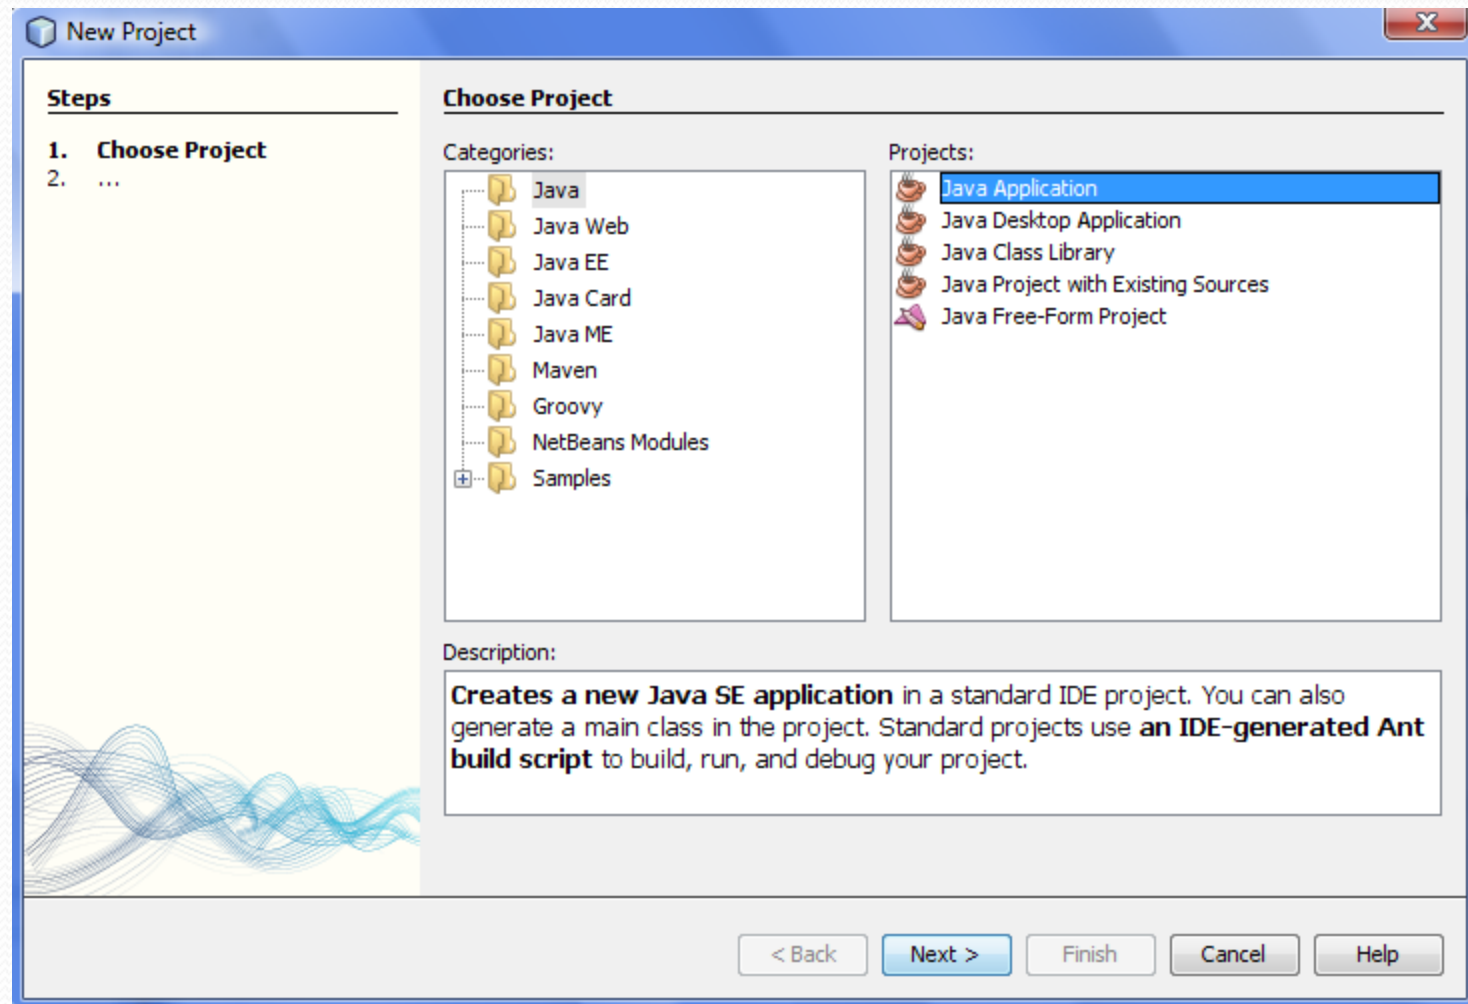 New Project
X
Steps
1. Choose Project
2. ...
Choose Project
Categories:
Java
Java Web
Java EE
Java Card
Java ME
Maven
Groovy
NetBeans Modules
Samples
Projects:
Java Application
Java Desktop Application
Java Class Library
Java Project with Existing Sources
Java Free-Form Project
Description:
Creates a new Java SE application in a standard IDE project. You can also
generate a main class in the project. Standard projects use an IDE-generated Ant
build script to build, run, and debug your project.
< Back
Next >
Finish
Cancel
Help